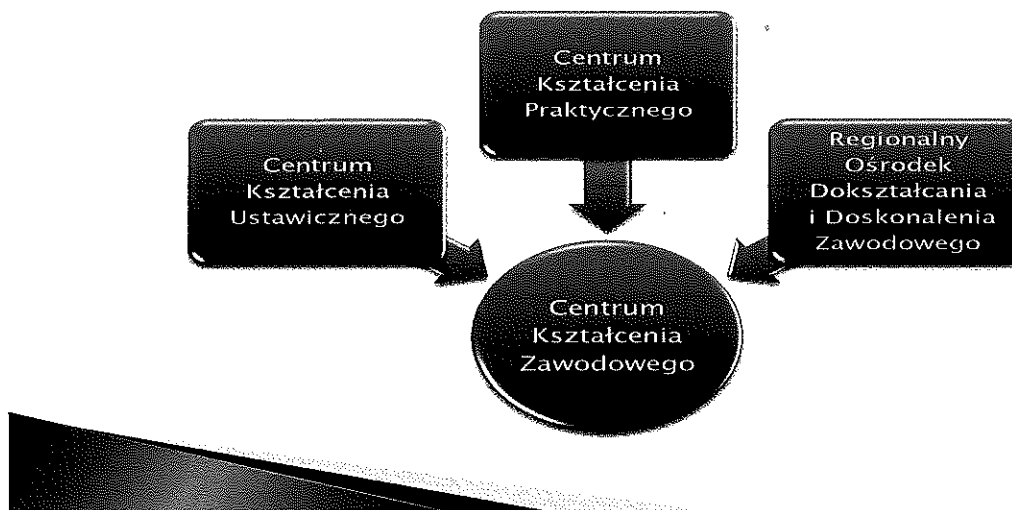 Centrum
Kształcenia
Praktycznego
Centrum
Kształcenia
Ustawicznego
Regionalny
Ośrodek
Dokształcania
i Doskonalenia
Zawodowego
Centrum
Kształcenia
Zawodowego